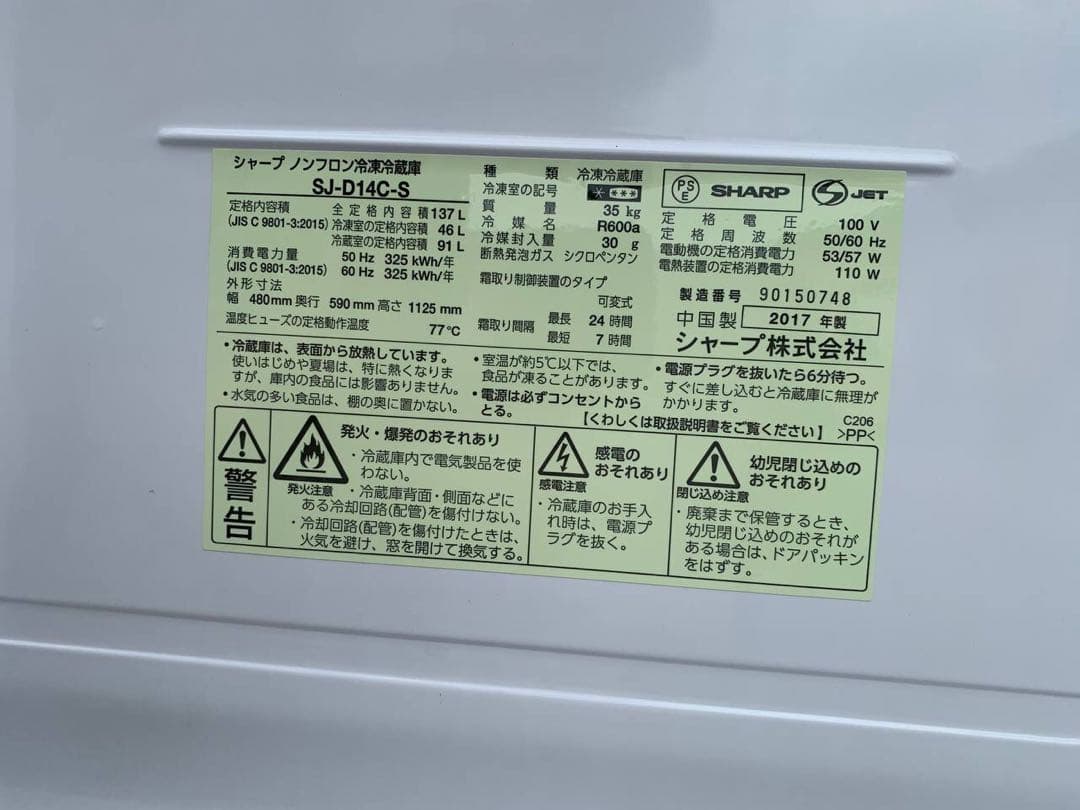 シャープ ノンフロン冷凍冷蔵庫
SJ-D14C-S
定格内容積 全定格内容積 137 L
(JIS C 9801-3:2015) 冷凍室の定格内容積 46 L
冷蔵室の定格内容積 91 L
消費電力量 50 Hz 325 kWh/年
(JIS C 9801-3:2015) 60 Hz 325 kWh/年
外形寸法
幅 480mm 奥行 590mm 高さ 1125mm
温度ヒューズの定格動作温度 77℃
種類 冷凍冷蔵庫
冷凍室の記号 ****
質量 35 kg
冷媒名 R600a
冷媒封入量 30 g
断熱発泡ガス シクロペンタン
霜取り制御装置のタイプ
可変式
霜取り間隔 最長 24 時間
最短 7 時間
PSE SHARP S JET
定格電圧 100 V
定格周波数 50/60 Hz
電動機の定格消費電力 53/57 W
電熱装置の定格消費電力 110 W
製造番号 90150748
中国製 2017 年製
シャープ株式会社
・冷蔵庫は、表面から放熱しています。
使いはじめや夏場は、特に熱くなりま
すが、庫内の食品には影響ありません。
・水気の多い食品は、棚の奥に置かない。
・室温が約5℃以下では、
食品が凍ることがあります。
・電源は必ずコンセントから
とる。
・電源プラグを抜いたら6分待つ。
すぐに差し込むと冷蔵庫に無理が
かかります。
【くわしくは取扱説明書をご覧ください】
C206
>PP<
警告
発火注意
発火・爆発のおそれあり
・冷蔵庫内で電気製品を使
わない。
・冷蔵庫背面・側面などに
ある冷却回路(配管)を傷付けない。
・冷却回路(配管)を傷付けたときは、
火気を避け、窓を開けて換気する。
感電注意
感電の
おそれあり
・冷蔵庫のお手入
れ時は、電源プ
ラグを抜く。
閉じ込め注意
幼児閉じ込めの
おそれあり
・廃棄まで保管するとき、
幼児閉じ込めのおそれが
ある場合は、ドアパッキン
をはずす。